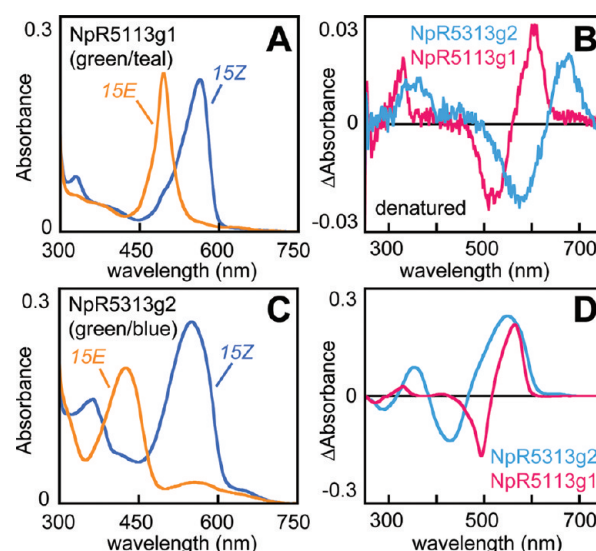 0.3
NpR5113g1
(green/teal)
A
15E
15Z
Absorbance
0
300 450 600 750
wavelength (nm)
0.03
NpR5313g2
NpR5113g1
B
ΔAbsorbance
0
denatured
-0.03
500 700
wavelength (nm)
0.3
NpR5313g2
(green/blue)
C
15E
15Z
Absorbance
0
300 450 600 750
wavelength (nm)
0.3
D
ΔAbsorbance
0
NpR5313g2
NpR5113g1
-0.3
300 500 700
wavelength (nm)